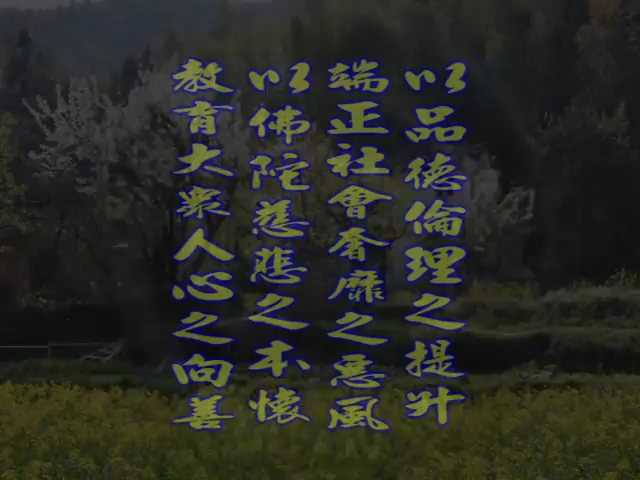 以品德倫理之提升
端正社會奢靡之惡風
以佛陀慈悲之本懷
教育大眾人心之向善